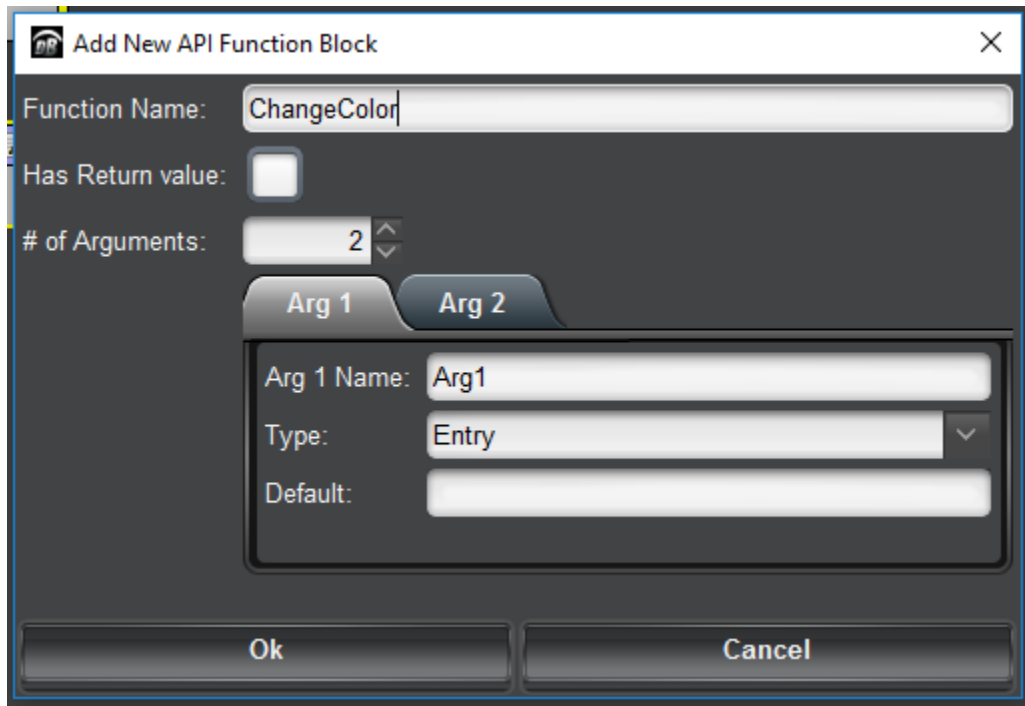 DB Add New API Function Block
Function Name: ChangeColor
Has Return value:
# of Arguments: 2
Arg 1 Arg 2
Arg 1 Name: Arg1
Type: Entry
Default:
Ok Cancel